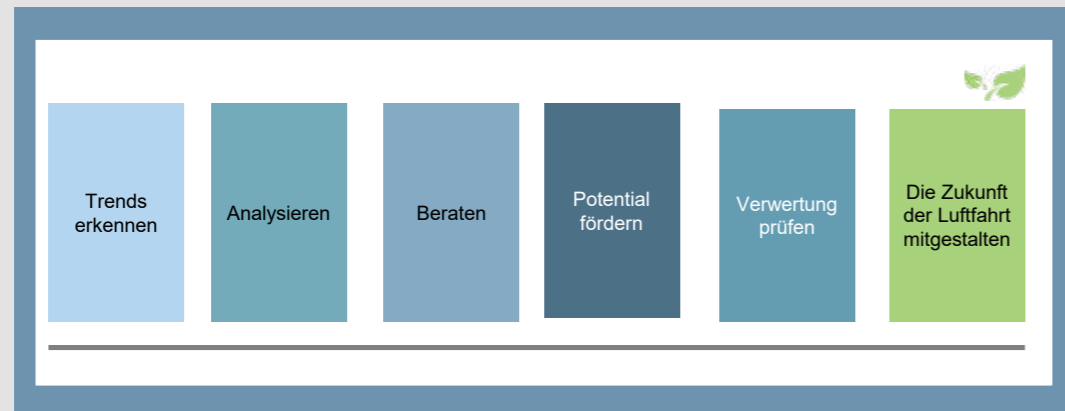 Trends
erkennen
Analysieren
Beraten
Potential
fördern
Verwertung
prüfen
Die Zukunft
der Luftfahrt
mitgestalten